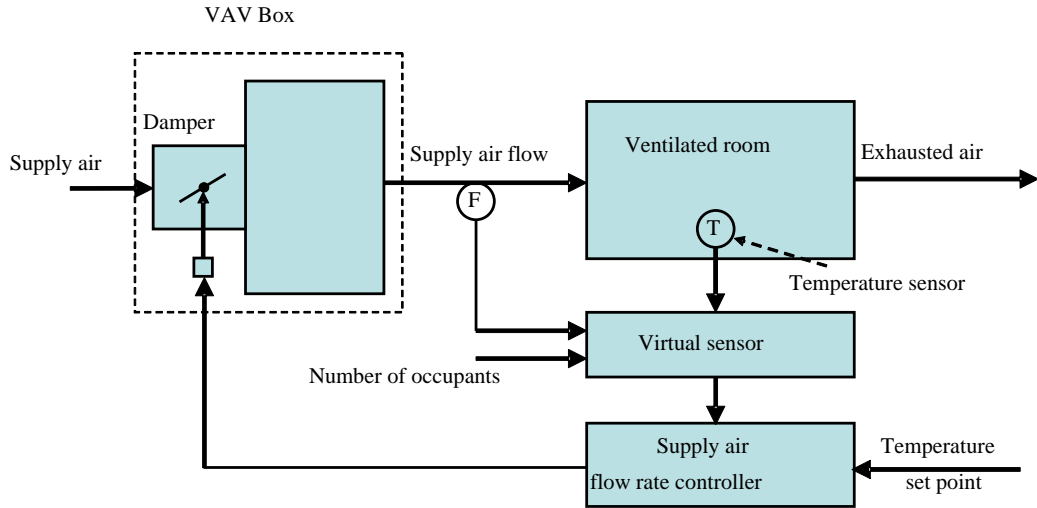 VAV Box
Damper
Supply air
Supply air flow
Ventilated room
Exhausted air
F
T
Temperature sensor
Virtual sensor
Number of occupants
Supply air
flow rate controller
Temperature
set point